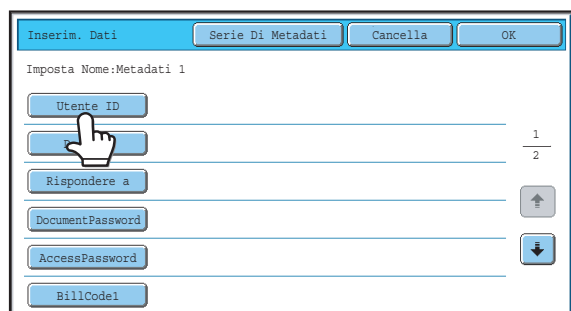 Inserim. Dati Serie Di Metadati Cancella OK
Imposta Nome:Metadati 1
Utente ID
1
2
Rispondere a
DocumentPassword
AccessPassword
BillCode1